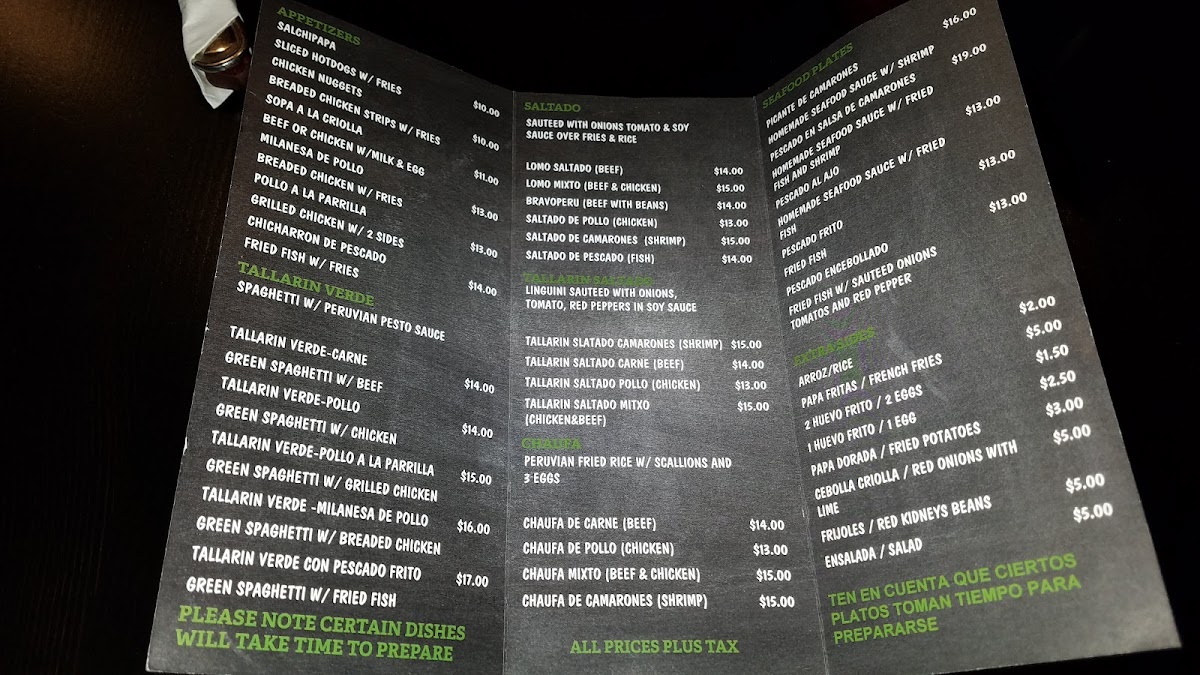 APPETIZERS
SALCHIPAPA
SLICED HOTDOGS W/ FRIES $10.00
CHICKEN NUGGETS
BREADED CHICKEN STRIPS W/ FRIES $10.00
SOPA A LA CRIOLLA
BEEF OR CHICKEN W/MILK & EGG $11.00
MILANESA DE POLLO
BREADED CHICKEN W/ FRIES $13.00
POLLO A LA PARRILLA
GRILLED CHICKEN W/ 2 SIDES $13.00
CHICHARRON DE PESCADO
FRIED FISH W/ FRIES $14.00
TALLARIN VERDE
SPAGHETTI W/ PERUVIAN PESTO SAUCE
TALLARIN VERDE-CARNE
GREEN SPAGHETTI W/ BEEF $14.00
TALLARIN VERDE-POLLO
GREEN SPAGHETTI W/ CHICKEN $14.00
TALLARIN VERDE-POLLO A LA PARRILLA
GREEN SPAGHETTI W/ GRILLED CHICKEN $15.00
TALLARIN VERDE -MILANESA DE POLLO
GREEN SPAGHETTI W/ BREADED CHICKEN $16.00
TALLARIN VERDE CON PESCADO FRITO
GREEN SPAGHETTI W/ FRIED FISH $17.00
PLEASE NOTE CERTAIN DISHES
WILL TAKE TIME TO PREPARE
SALTADO
SAUTEED WITH ONIONS TOMATO & SOY
SAUCE OVER FRIES & RICE
LOMO SALTADO (BEEF) $14.00
LOMO MIXTO (BEEF & CHICKEN) $15.00
BRAVOPERU (BEEF WITH BEANS) $14.00
SALTADO DE POLLO (CHICKEN) $13.00
SALTADO DE CAMARONES (SHRIMP) $15.00
SALTADO DE PESCADO (FISH) $14.00
TALLARIN SALTADO
LINGUINI SAUTEED WITH ONIONS,
TOMATO, RED PEPPERS IN SOY SAUCE
TALLARIN SLATADO CAMARONES (SHRIMP) $15.00
TALLARIN SALTADO CARNE (BEEF) $14.00
TALLARIN SALTADO POLLO (CHICKEN) $13.00
TALLARIN SALTADO MITXO $15.00
(CHICKEN&BEEF)
CHAUFA
PERUVIAN FRIED RICE W/ SCALLIONS AND
3 EGGS
CHAUFA DE CARNE (BEEF) $14.00
CHAUFA DE POLLO (CHICKEN) $13.00
CHAUFA MIXTO (BEEF & CHICKEN) $15.00
CHAUFA DE CAMARONES (SHRIMP) $15.00
ALL PRICES PLUS TAX
SEAFOOD PLATES
PICANTE DE CAMARONES $16.00
HOMEMADE SEAFOOD SAUCE W/ SHRIMP
PESCADO EN SALSA DE CAMARONES $19.00
HOMEMADE SEAFOOD SAUCE W/ FRIED
FISH AND SHRIMP
PESCADO AL AJO $13.00
HOMEMADE SEAFOOD SAUCE W/ FRIED
FISH
PESCADO FRITO $13.00
FRIED FISH
PESCADO ENCEBOLLADO $13.00
FRIED FISH W/ SAUTEED ONIONS
TOMATOS AND RED PEPPER
EXTRA SIDES
ARROZ/RICE $2.00
PAPA FRITAS / FRENCH FRIES $5.00
2 HUEVO FRITO / 2 EGGS $1.50
1 HUEVO FRITO / 1 EGG $2.50
PAPA DORADA / FRIED POTATOES $3.00
CEBOLLA CRIOLLA / RED ONIONS WITH $5.00
LIME
FRIJOLES / RED KIDNEYS BEANS $5.00
ENSALADA / SALAD $5.00
TEN EN CUENTA QUE CIERTOS
PLATOS TOMAN TIEMPO PARA
PREPARARSE